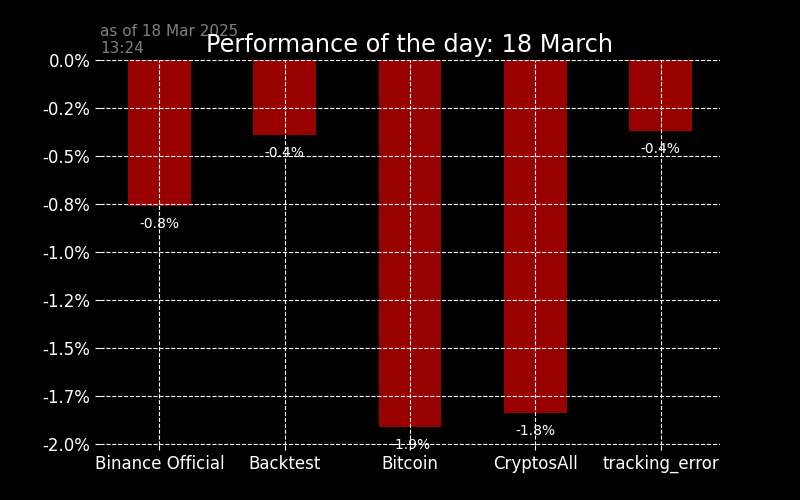 as of 18 Mar 2025
13:24
Performance of the day: 18 March
0.0%
-0.2%
-0.5%
-0.8%
-1.0%
-1.2%
-1.5%
-1.7%
-2.0%
-0.8%
-0.4%
-1.9%
-1.8%
-0.4%
Binance Official
Backtest
Bitcoin
CryptosAll
tracking_error